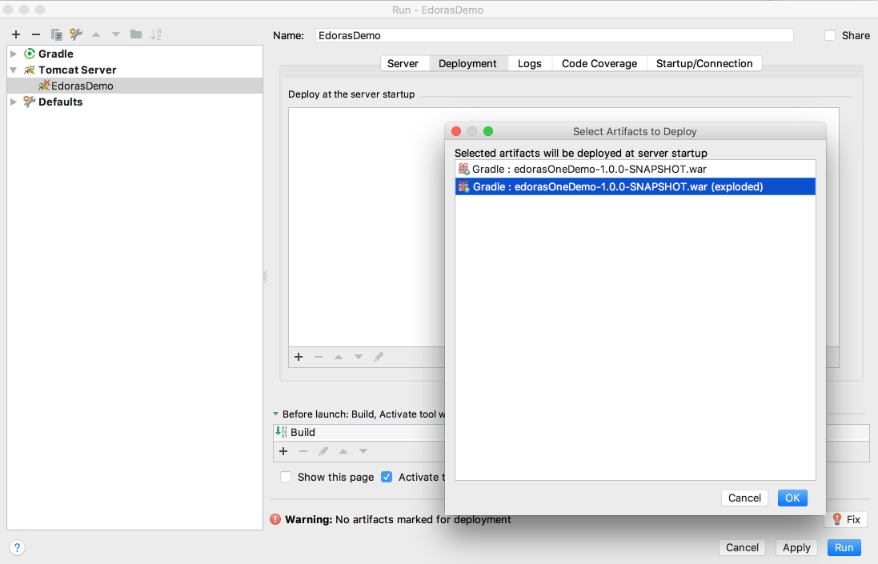 Run - EdorasDemo
Name: EdorasDemo
Share
Gradle
Tomcat Server
EdorasDemo
Defaults
Server Deployment Logs Code Coverage Startup/Connection
Deploy at the server startup
Select Artifacts to Deploy
Selected artifacts will be deployed at server startup
Gradle : edorasOneDemo-1.0.0-SNAPSHOT.war
Gradle : edorasOneDemo-1.0.0-SNAPSHOT.war (exploded)
Cancel OK
Before launch: Build, Activate tool w
Build
Show this page Activate t
Warning: No artifacts marked for deployment
Fix
? Cancel Apply Run